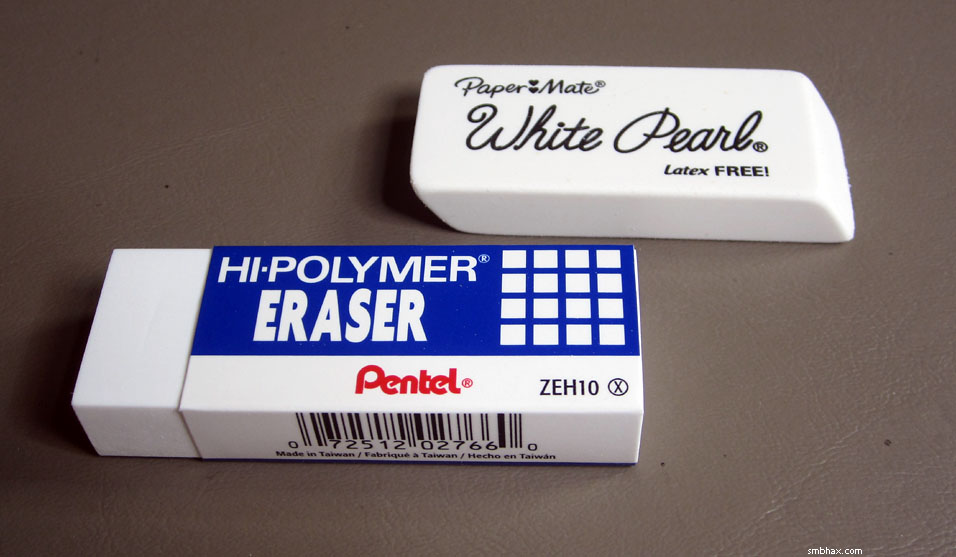 Paper Mate®
White Pearl®
Latex FREE!
HI-POLYMER®
ERASER
Pentel®
ZEH10 Ⓧ
0 72512 02766 0
Made in Taiwan / Fabriqué à Taiwan / Hecho en Taiwán
smbhax.com